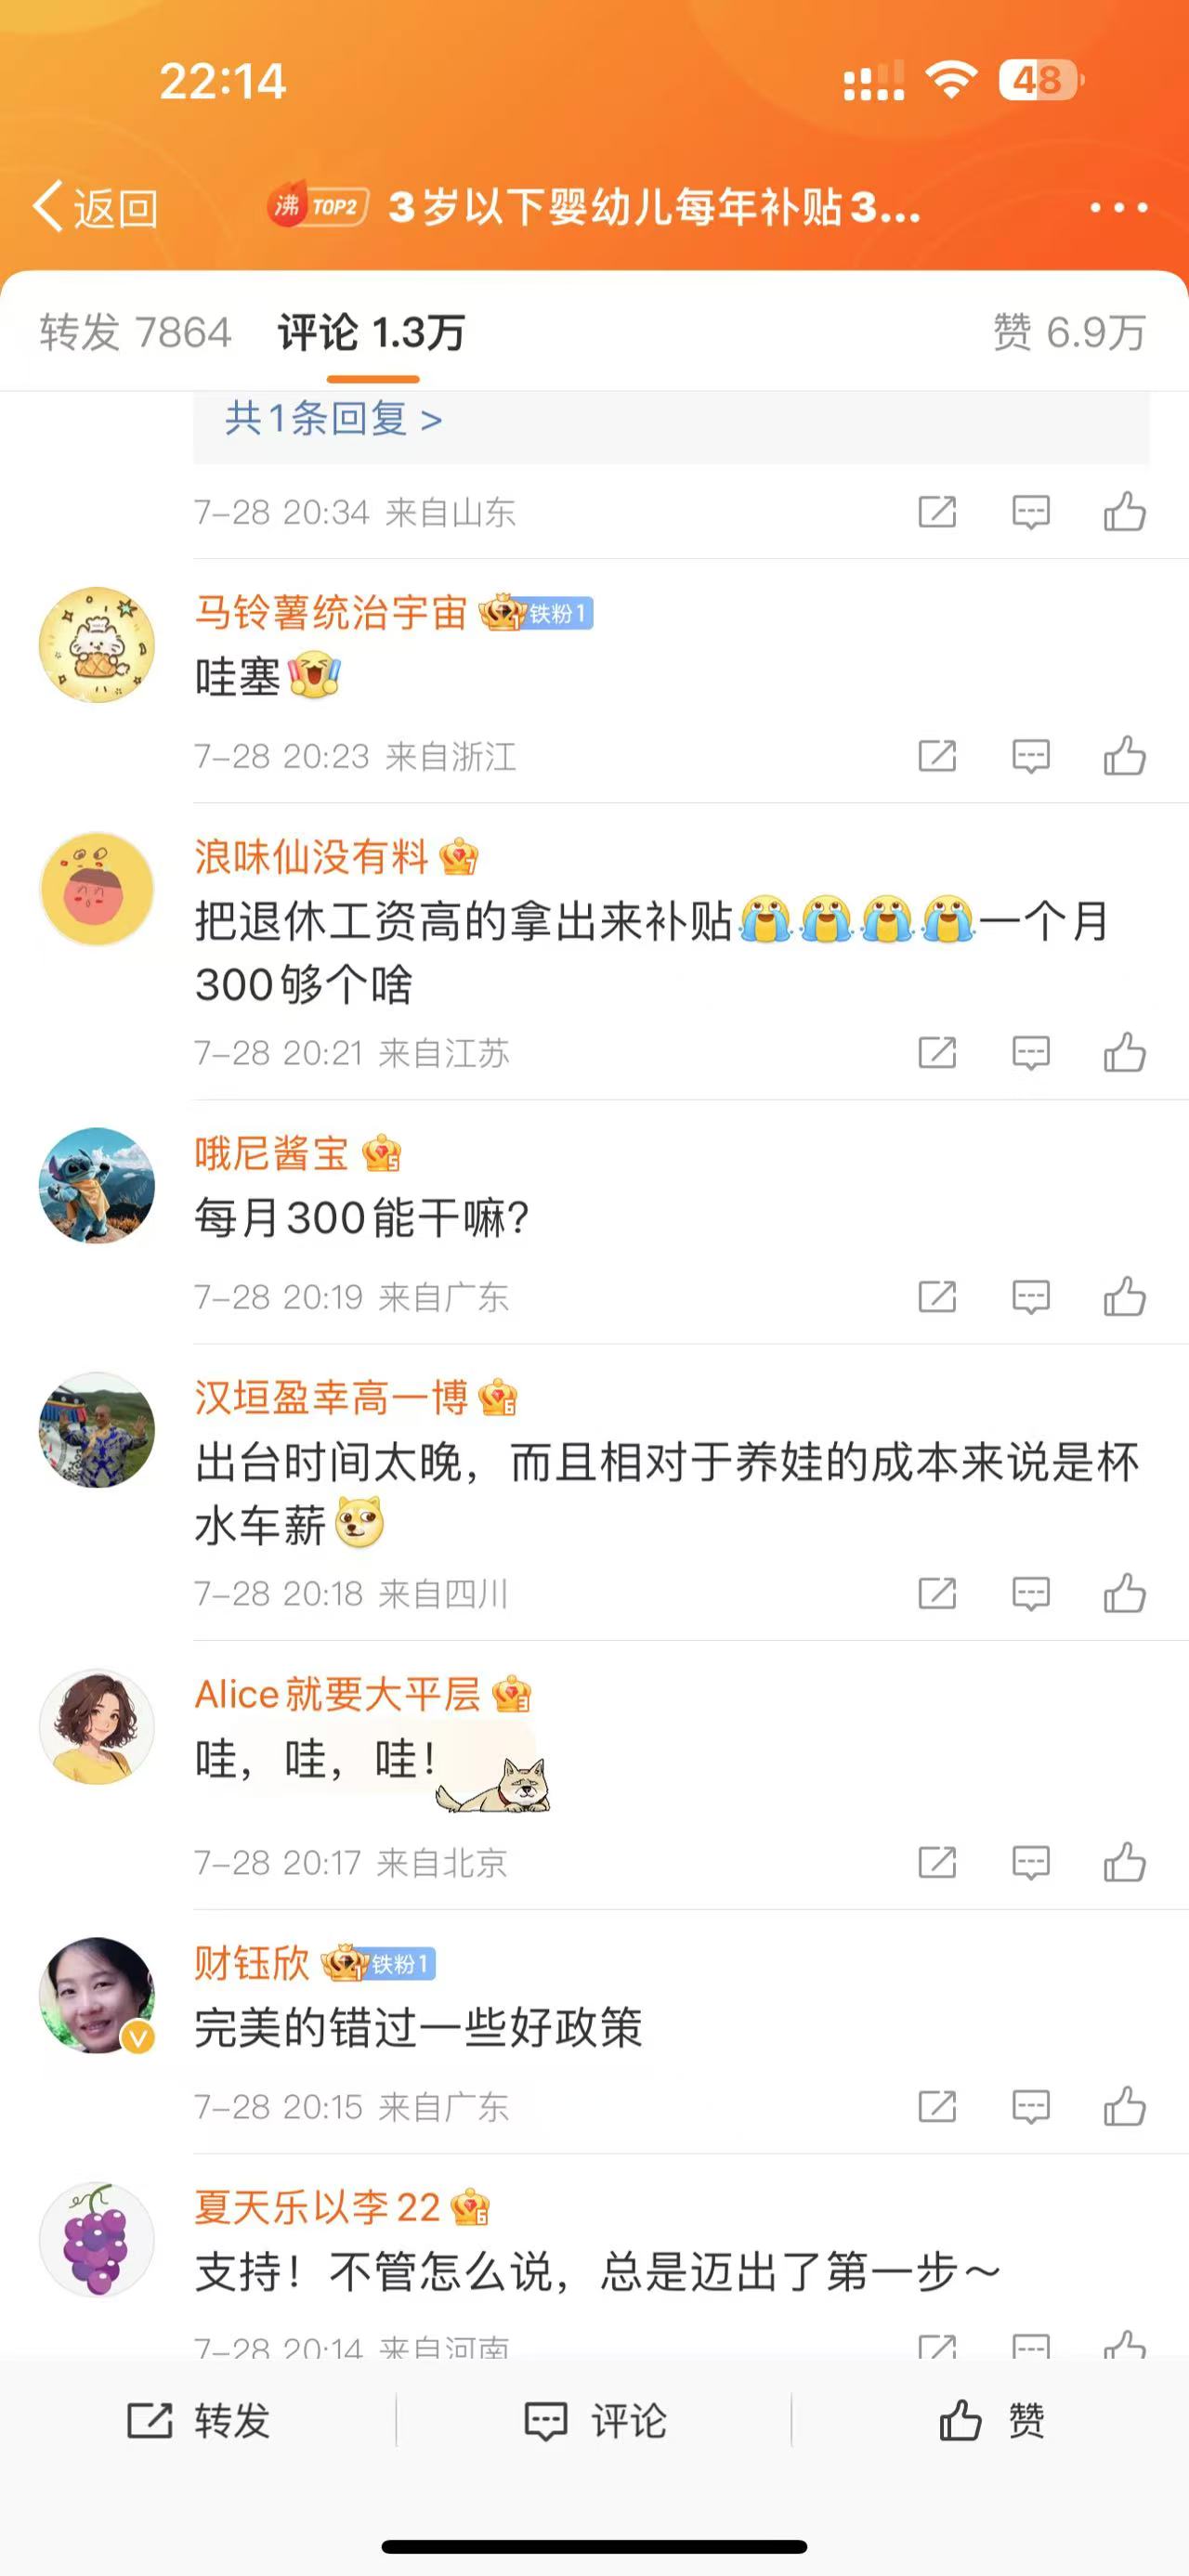 22:14
48
返回
沸 TOP2 3岁以下婴幼儿每年补贴3...
转发 7864 评论 1.3万 赞 6.9万
共1条回复 >
7-28 20:34 来自山东
马铃薯统治宇宙 1 铁粉1
哇塞
7-28 20:23 来自浙江
浪味仙没有料 7
把退休工资高的拿出来补贴😭😭😭😭一个月
300够个啥
7-28 20:21 来自江苏
哦尼酱宝 5
每月300能干嘛?
7-28 20:19 来自广东
汉垣盈幸高一博 6
出台时间太晚，而且相对于养娃的成本来说是杯
水车薪
7-28 20:18 来自四川
Alice就要大平层 3
哇，哇，哇！
7-28 20:17 来自北京
财钰欣 1 铁粉1
完美的错过一些好政策
V
7-28 20:15 来自广东
夏天乐以李22 6
支持！不管怎么说，总是迈出了第一步～
7-28 20:14 来自河南
转发 评论 赞